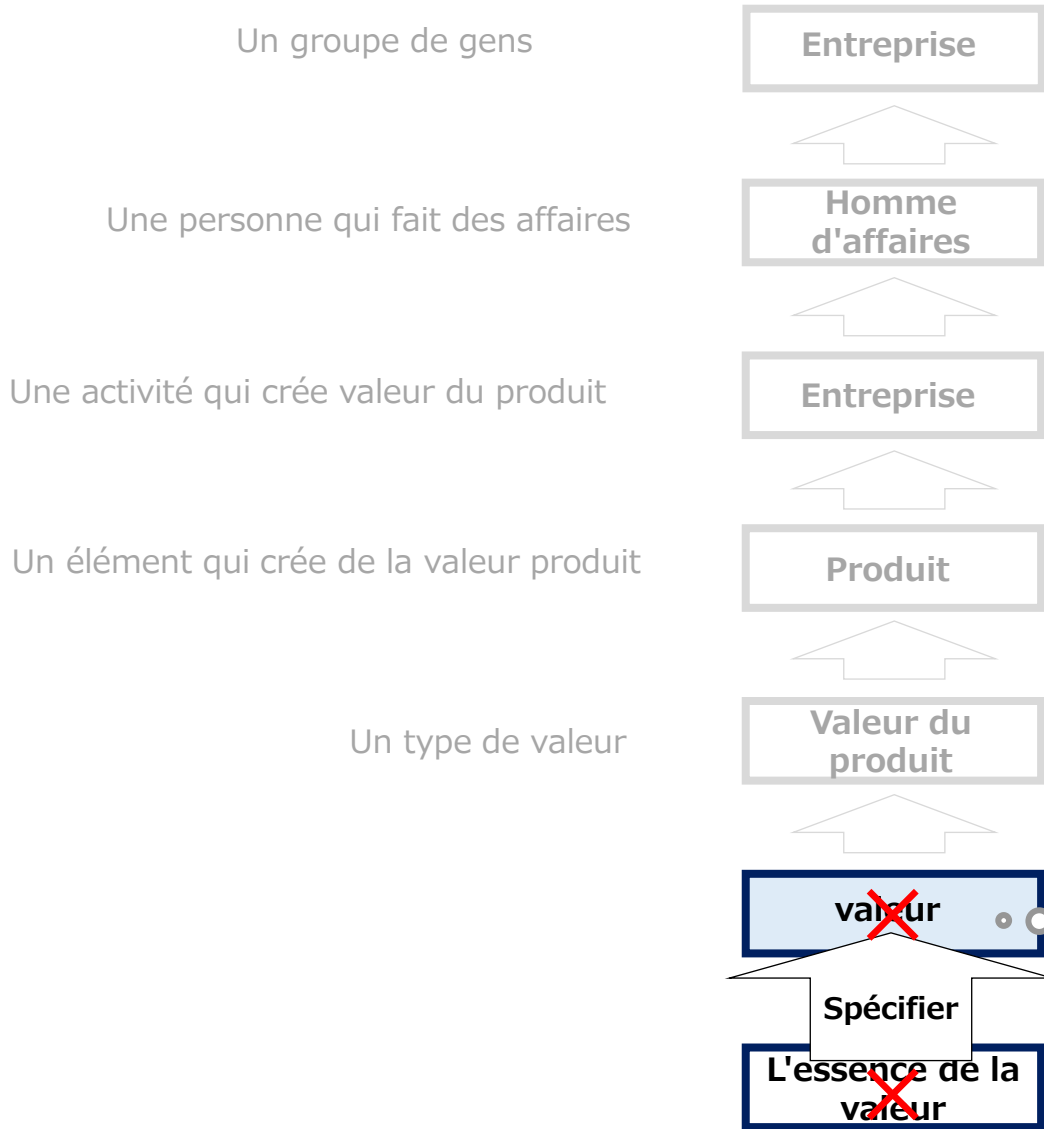 Un groupe de gens
Entreprise
Une personne qui fait des affaires
Homme
d'affaires
Une activité qui crée valeur du produit
Entreprise
Un élément qui crée de la valeur produit
Produit
Un type de valeur
Valeur du
produit
valeur
Spécifier
L'essence de la
valeur